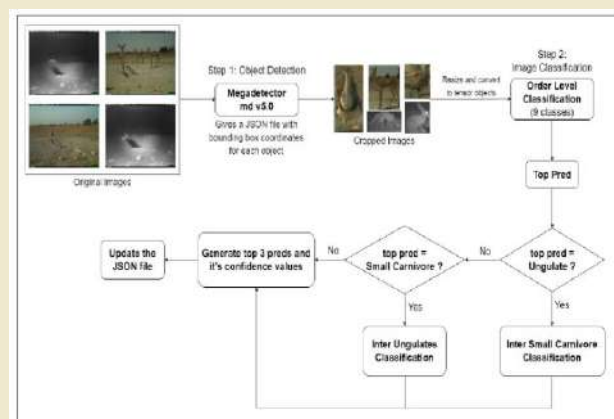 Original Images
Step 1: Object Detection
Megadetector
md v5.0
Gives a JSON file with
bounding box coordinates
for each object
Cropped Images
Resize and convert
to tensor objects
Step 2:
Image Classification
Order Level
Classification
(9 classes)
Top Pred
top pred =
Ungulate ?
No
Yes
top pred =
Small Carnivore ?
No
Yes
Generate top 3 preds and
it's confidence values
Update the
JSON file
Inter Ungulates
Classification
Inter Small Carnivore
Classification